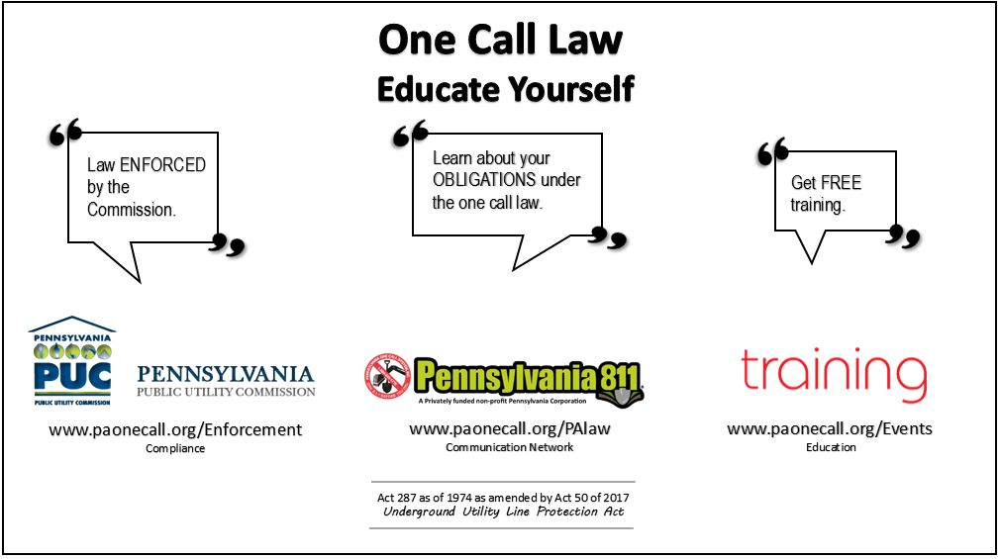 One Call Law
Educate Yourself
Law ENFORCED
by the
Commission.
Learn about your
OBLIGATIONS under
the one call law.
Get FREE
training.
PENNSYLVANIA
PUC
PUBLIC UTILITY COMMISSION
PENNSYLVANIA
PUBLIC UTILITY COMMISSION
www.paonecall.org/Enforcement
Compliance
Pennsylvania 811
A Privately funded non-profit Pennsylvania Corporation
www.paonecall.org/PAlaw
Communication Network
training
www.paonecall.org/Events
Education
Act 287 as of 1974 as amended by Act 50 of 2017
Underground Utility Line Protection Act